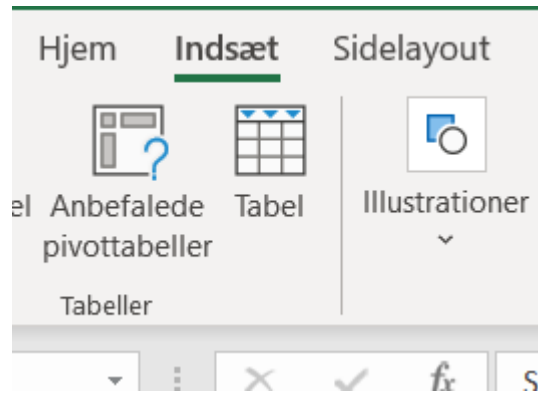 Hjem Indsæt Sidelayout
el Anbefalede Tabel Illustrationer
pivottabeller
Tabeller
fx S